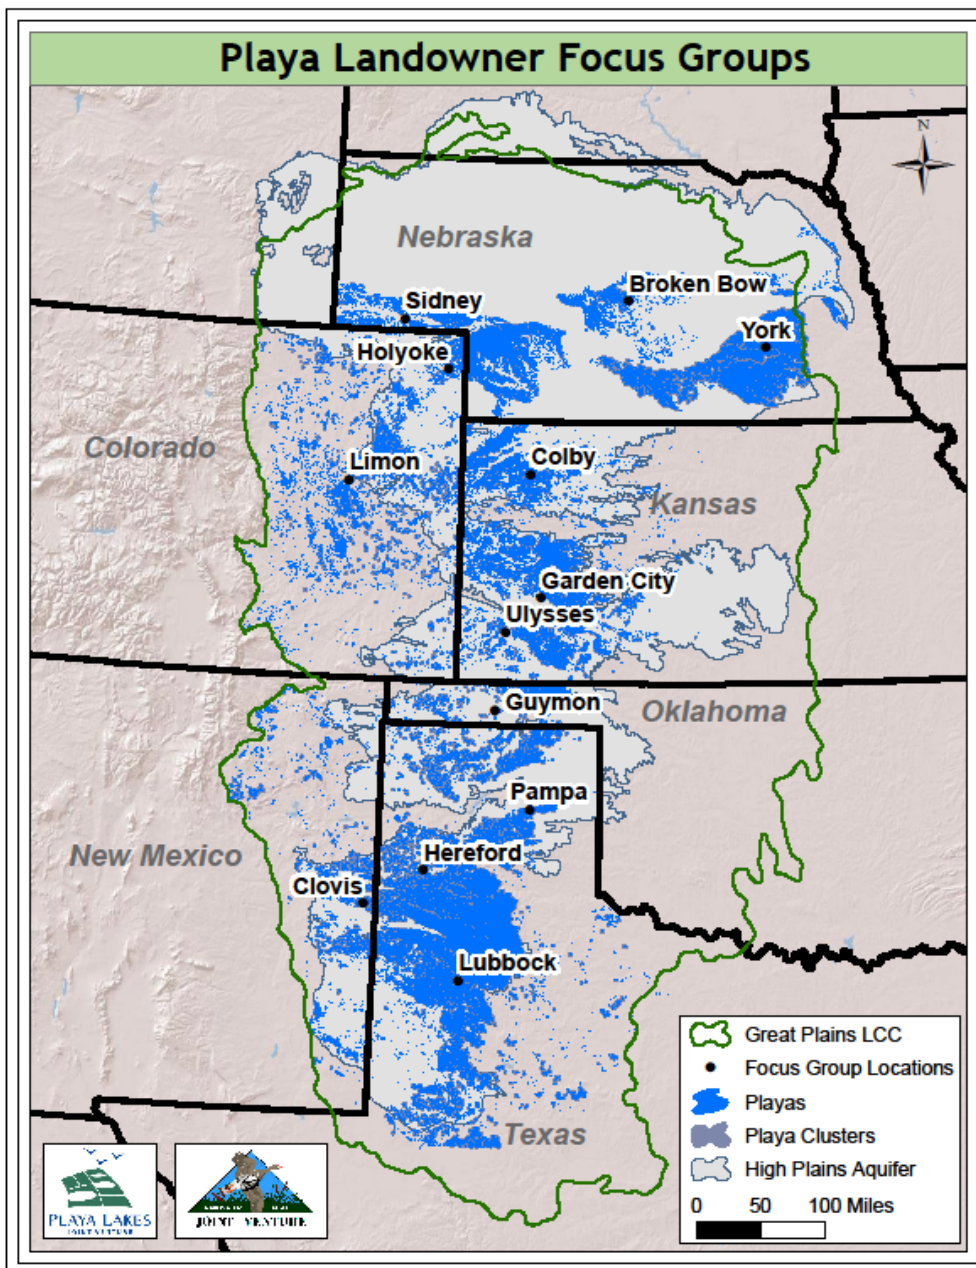 Playa Landowner Focus Groups
N
Nebraska
Broken Bow
Sidney
York
Holyoke
Colorado
Limon
Colby
Kansas
Garden City
Ulysses
Guymon
Oklahoma
Pampa
New Mexico
Hereford
Clovis
Lubbock
Texas
Great Plains LCC
Focus Group Locations
Playas
Playa Clusters
High Plains Aquifer
0 50 100 Miles
PLAYA LAKES
JOINT VENTURE
JOINT VENTURE